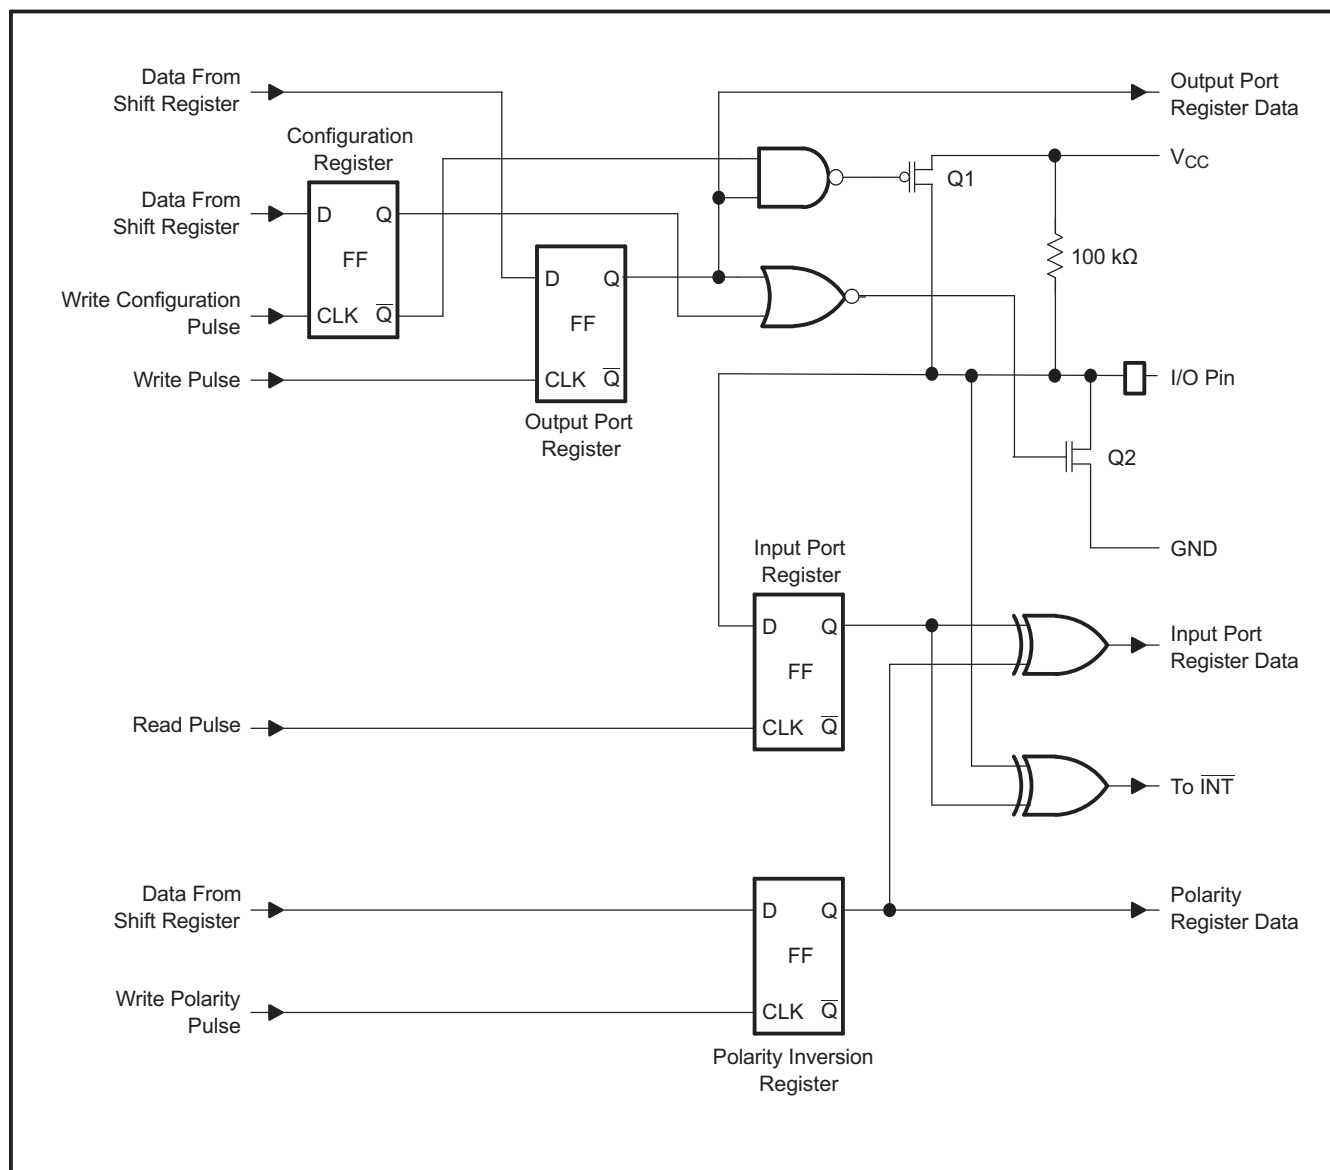 Data From
Shift Register
Output Port
Register Data
Configuration
Register
VCC
Q1
Data From
Shift Register
D
Q
FF
100 kΩ
D
Q
FF
Write Configuration
Pulse
CLK
Q̅
Write Pulse
CLK
Q̅
I/O Pin
Output Port
Register
Q2
GND
Input Port
Register
D
Q
FF
Input Port
Register Data
Read Pulse
CLK
Q̅
To I̅N̅T̅
Data From
Shift Register
D
Q
FF
Polarity
Register Data
Write Polarity
Pulse
CLK
Q̅
Polarity Inversion
Register